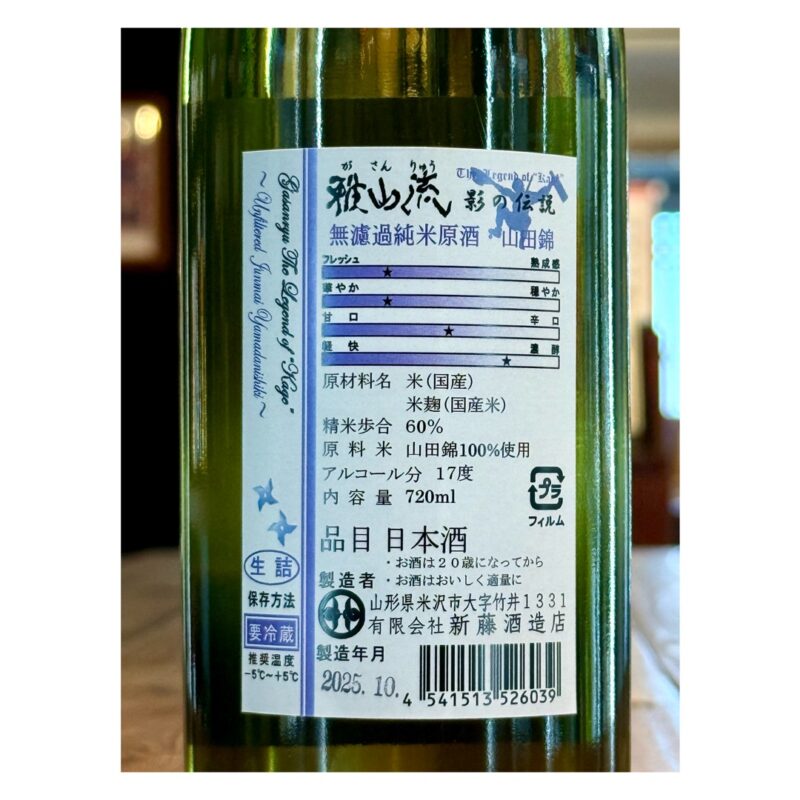 が さん りゅう
雅山流
The Legend of "Kage"
影の伝説
無濾過純米原酒 山田錦
フレッシュ 熟成感
華やか 穏やか
甘口 辛口
軽快 濃醇
原材料名 米(国産)
米麹(国産米)
精米歩合 60%
原料米 山田錦100%使用
アルコール分 17度
内容量 720ml
プラ
フィルム
品目 日本酒
・お酒は20歳になってから
・お酒はおいしく適量に
製造者
山形県米沢市大字竹井1331
有限会社 新藤酒造店
製造年月
2025.10.
4 541513 526039
Gasanryu The Legend of "Kage"
~Unfiltered Junmai Yamadanishiki~
生詰
保存方法
要冷蔵
推奨温度
-5℃~+5℃